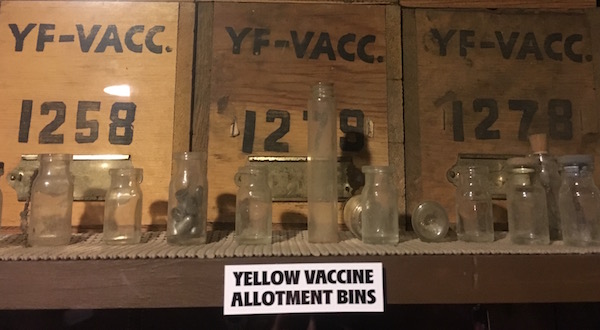 YF-VACC. YF-VACC. YF-VACC.
1258 1278
YELLOW VACCINE
ALLOTMENT BINS